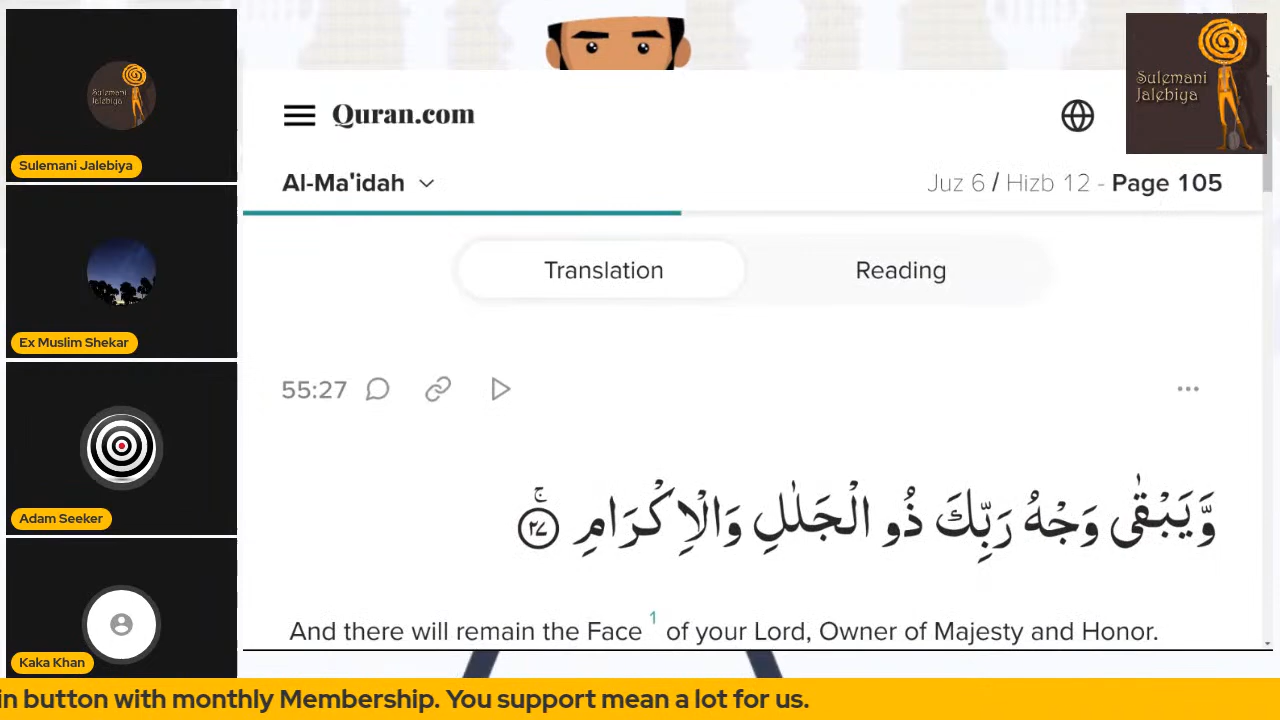 Sulemani
Jalebiya
Sulemani Jalebiya
Ex Muslim Shekar
Adam Seeker
Kaka Khan
Quran.com
Al-Ma'idah
Juz 6 / Hizb 12 - Page 105
Translation
Reading
55:27
وَّيَبْقٰى وَجْهُ رَبِّكَ ذُو الْجَلٰلِ وَالْاِكْرَامِ ۚ ٢٧
And there will remain the Face 1 of your Lord, Owner of Majesty and Honor.
Sulemani
Jalebiya
in button with monthly Membership. You support mean a lot for us.